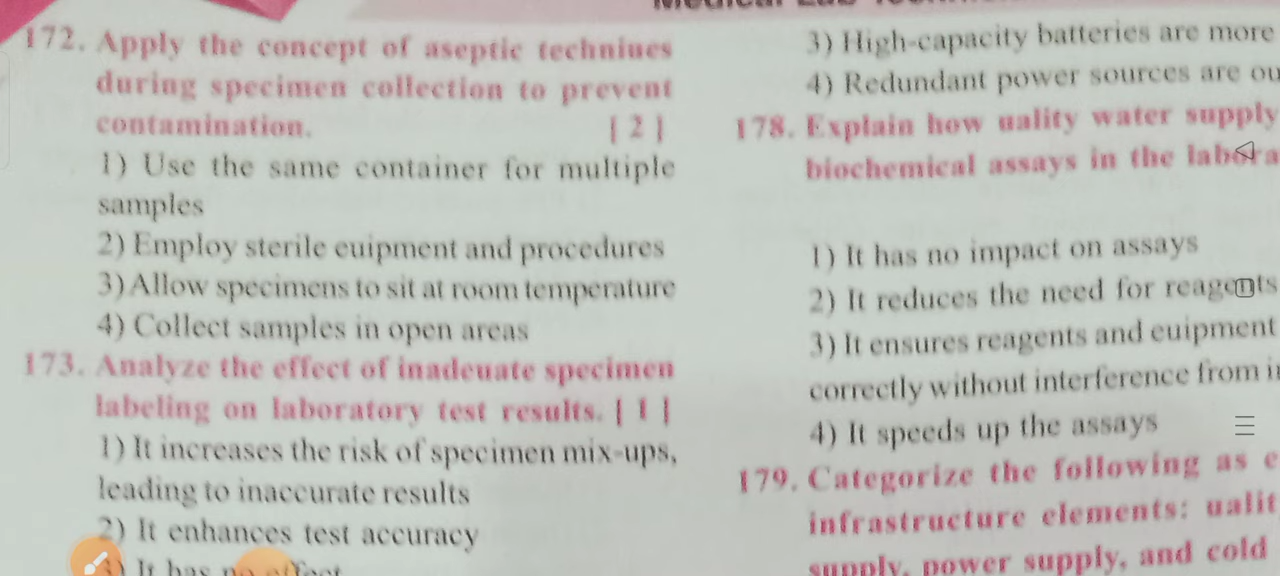 172. Apply the concept of aseptic techniues
during specimen collection to prevent
contamination. [ 2 ]
1) Use the same container for multiple
samples
2) Employ sterile euipment and procedures
3) Allow specimens to sit at room temperature
4) Collect samples in open areas
173. Analyze the effect of inadeuate specimen
labeling on laboratory test results. [ 1 ]
1) It increases the risk of specimen mix-ups,
leading to inaccurate results
2) It enhances test accuracy
3) It has no effect
3) High-capacity batteries are more
4) Redundant power sources are
178. Explain how uality water supply
biochemical assays in the
1) It has no impact on assays
2) It reduces the need for reagents
3) It ensures reagents and euipment
correctly without interference from
4) It speeds up the assays
179. Categorize the following as
infrastructure elements:
supply, power supply, and cold